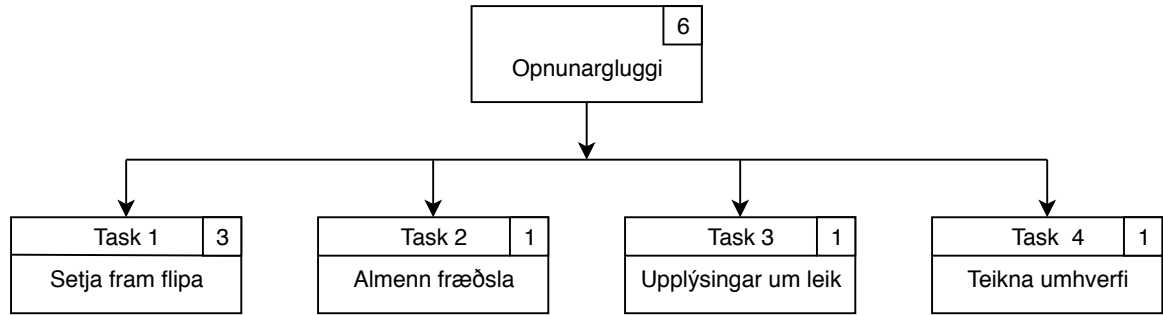 6
Opnunargluggi
Task 1 3
Setja fram flipa
Task 2 1
Almenn fræðsla
Task 3 1
Upplýsingar um leik
Task 4 1
Teikna umhverfi